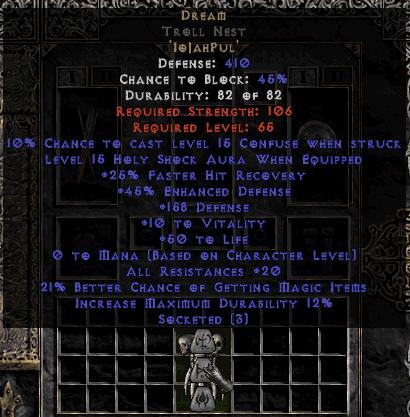 Dream
Troll Nest
'IoJahPul'
Defense: 410
Chance to Block: 45%
Durability: 82 of 82
Required Strength: 106
Required Level: 65
10% Chance to cast level 15 Confuse when struck
Level 15 Holy Shock Aura When Equipped
+25% Faster Hit Recovery
+45% Enhanced Defense
+168 Defense
+10 to Vitality
+50 to Life
0 to Mana (Based on Character Level)
All Resistances +20
21% Better Chance of Getting Magic Items
Increase Maximum Durability 12%
Socketed (3)